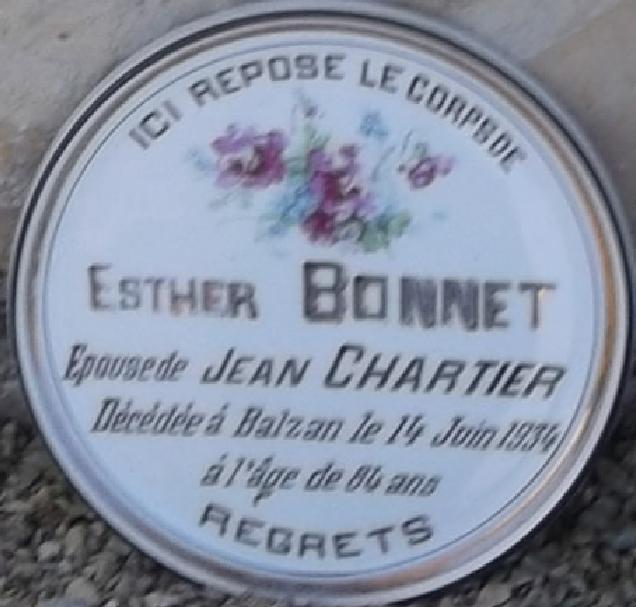 ICI REPOSE LE CORPS DE
ESTHER BONNET
Epouse de JEAN CHARTIER
Décédée á Balzan le 14 Juin 1934
á l'âge de 84 ans
REGRETS